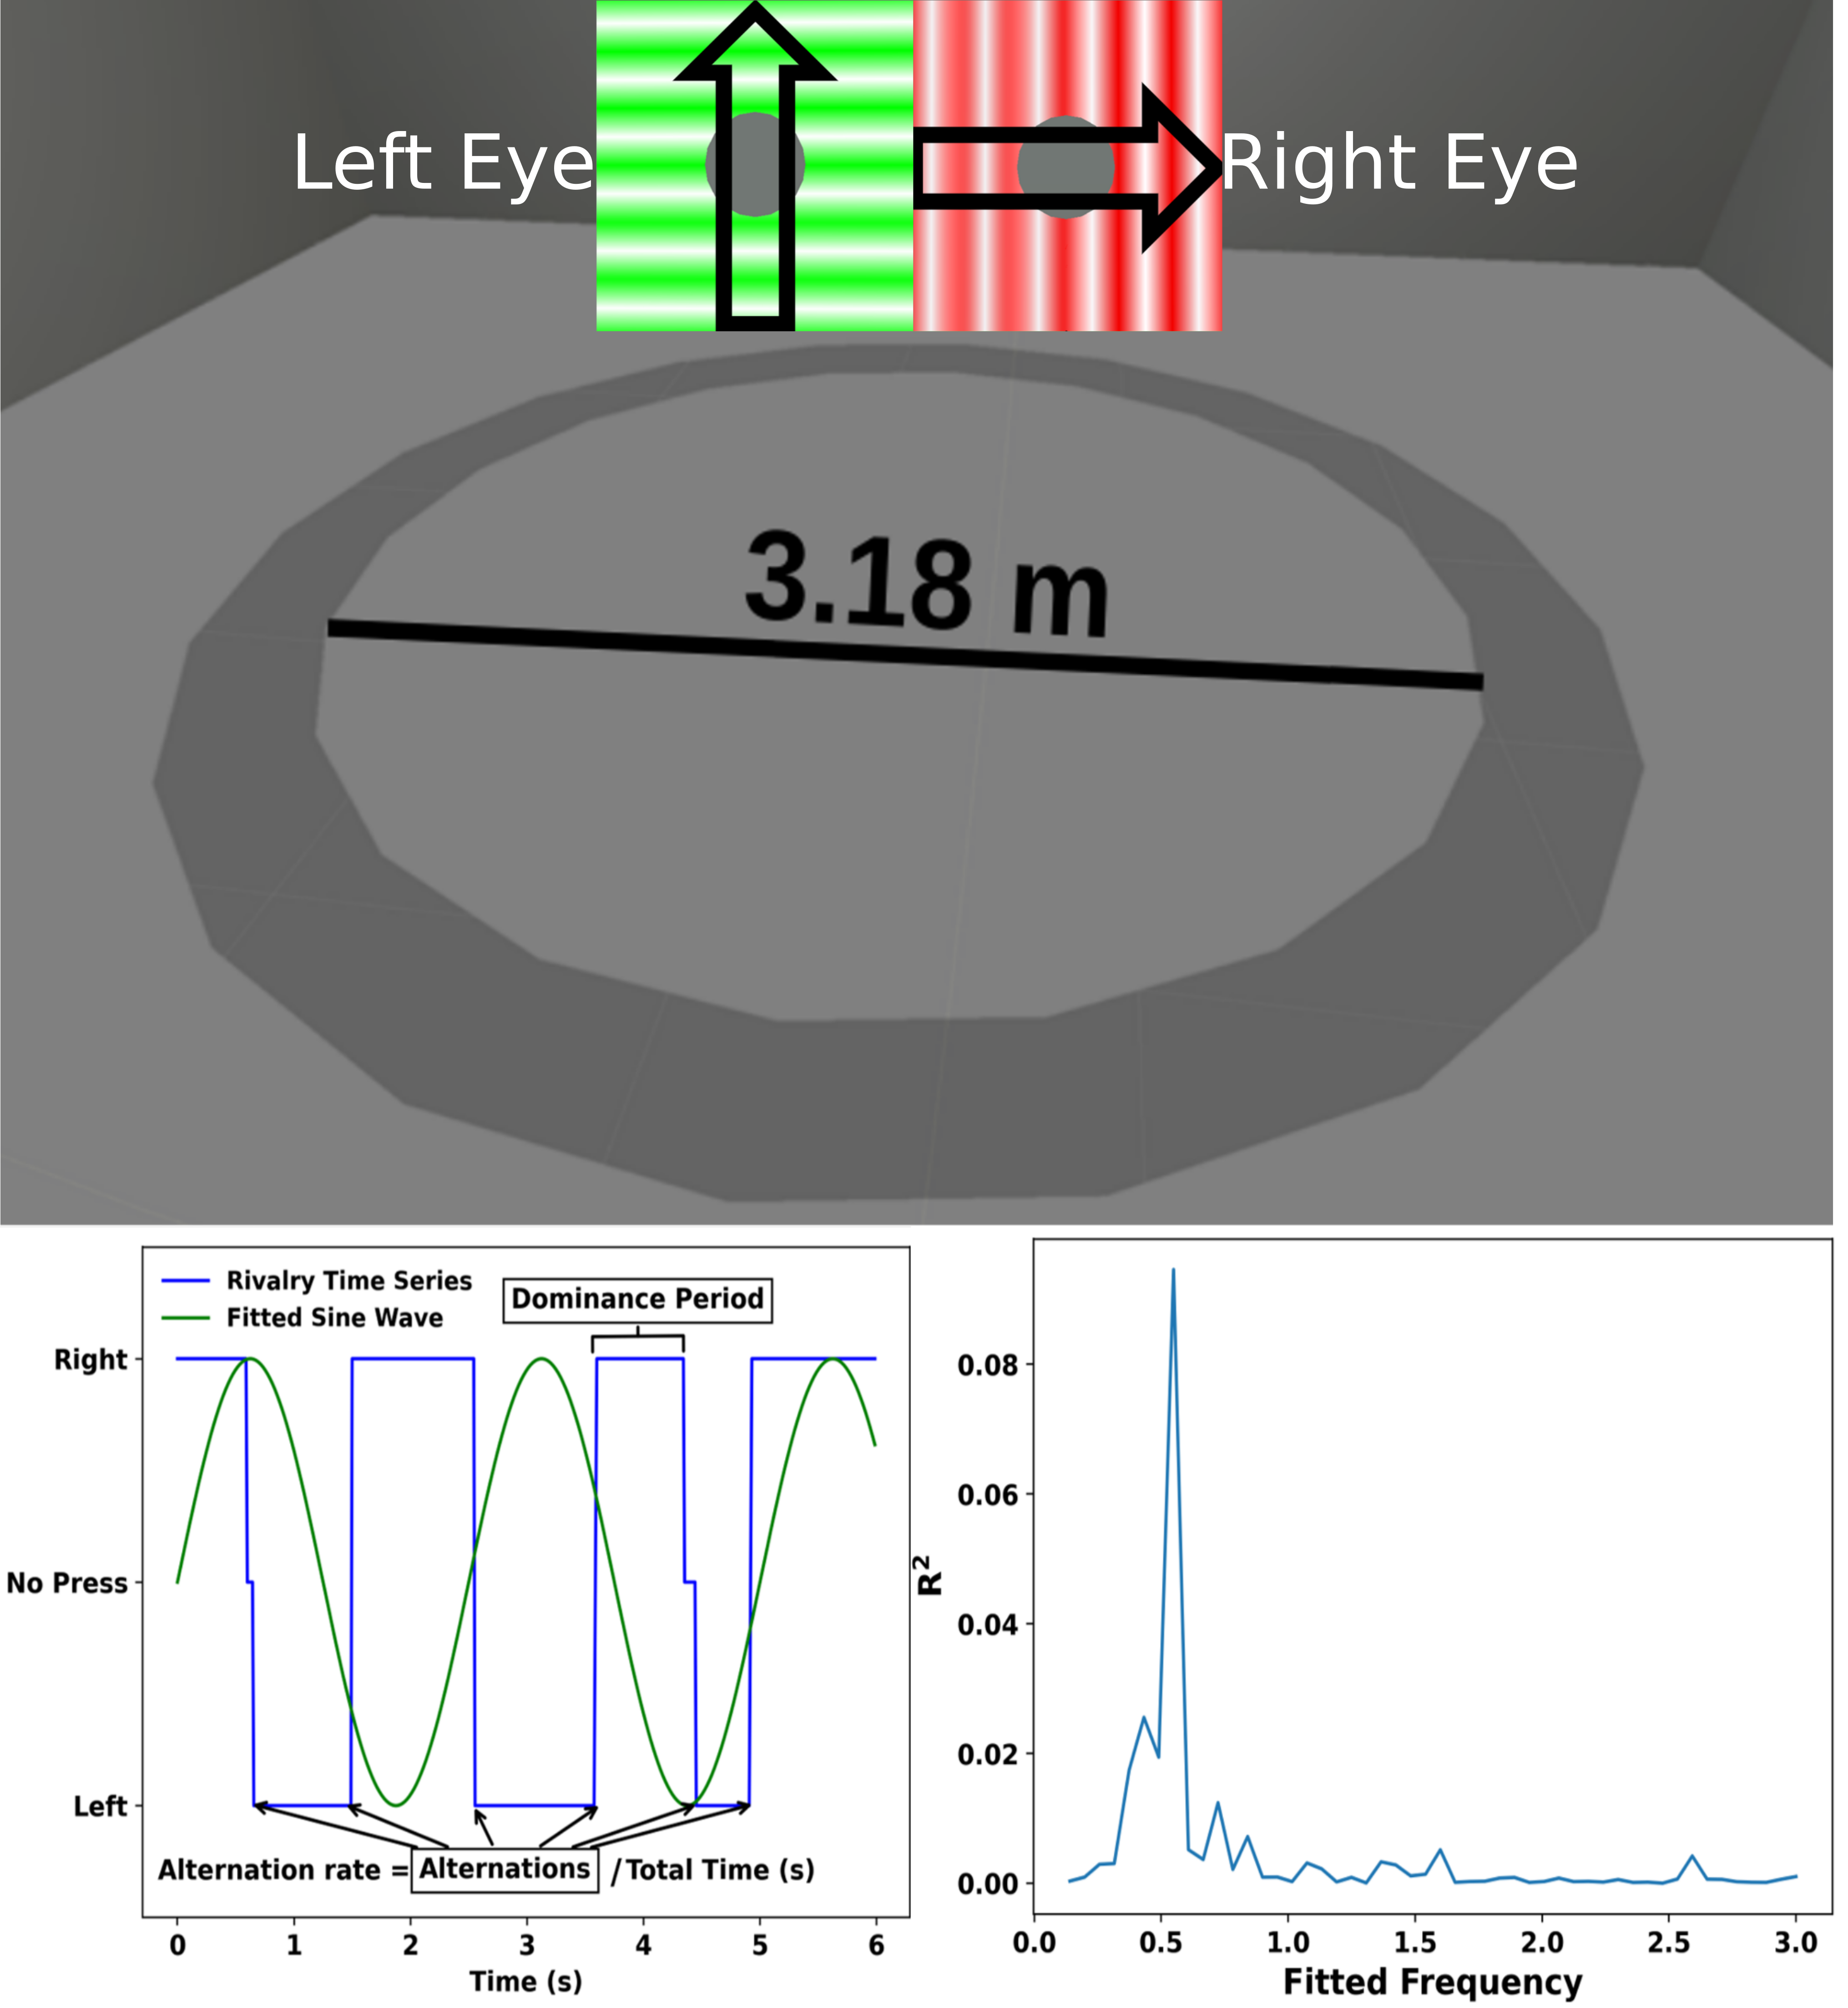 Left Eye
Right Eye
3.18 m
Rivalry Time Series
Fitted Sine Wave
Dominance Period
Right
No Press
Left
Alternation rate = Alternations / Total Time (s)
0 1 2 3 4 5 6
Time (s)
R²
0.08
0.06
0.04
0.02
0.00
0.0 0.5 1.0 1.5 2.0 2.5 3.0
Fitted Frequency